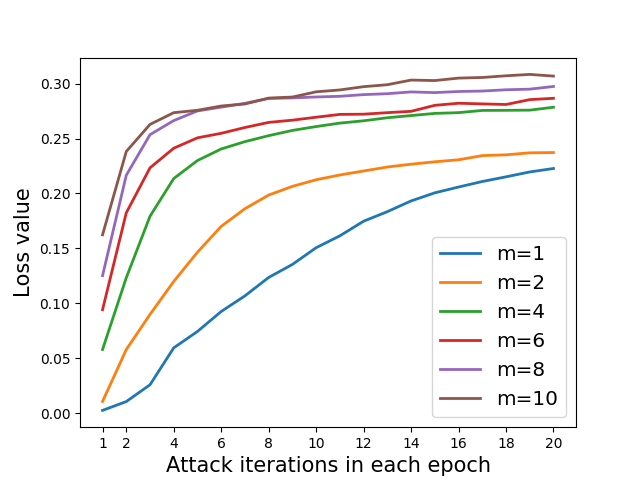 0.30
0.25
0.20
0.15
0.10
0.05
0.00
Loss value
m=1
m=2
m=4
m=6
m=8
m=10
1 2 4 6 8 10 12 14 16 18 20
Attack iterations in each epoch